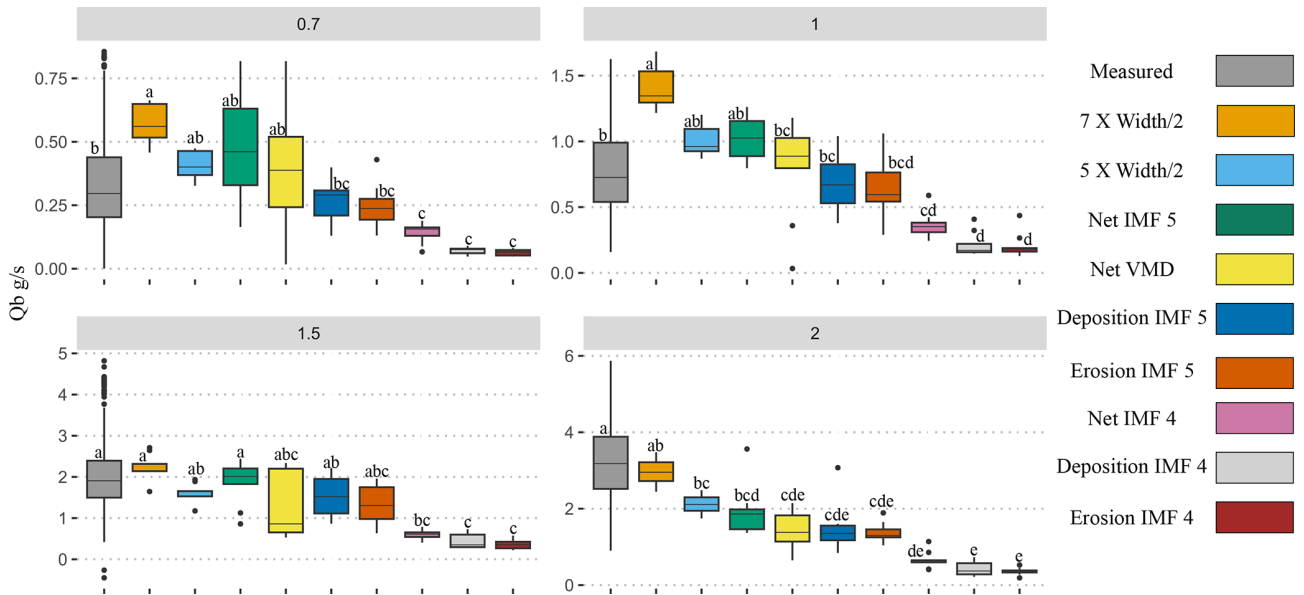 0.7
1
Qb g/s
0.75
0.50
0.25
0.00
b
a
ab
ab
ab
bc
bc
c
c
c
1.5
1.0
0.5
0.0
b
a
ab
ab
bc
bc
bcd
cd
d
d
1.5
2
5
4
3
2
1
0
a
a
ab
a
abc
ab
abc
bc
c
c
6
4
2
0
a
ab
bc
bcd
cde
cde
cde
de
e
e
Measured
7 X Width/2
5 X Width/2
Net IMF 5
Net VMD
Deposition IMF 5
Erosion IMF 5
Net IMF 4
Deposition IMF 4
Erosion IMF 4